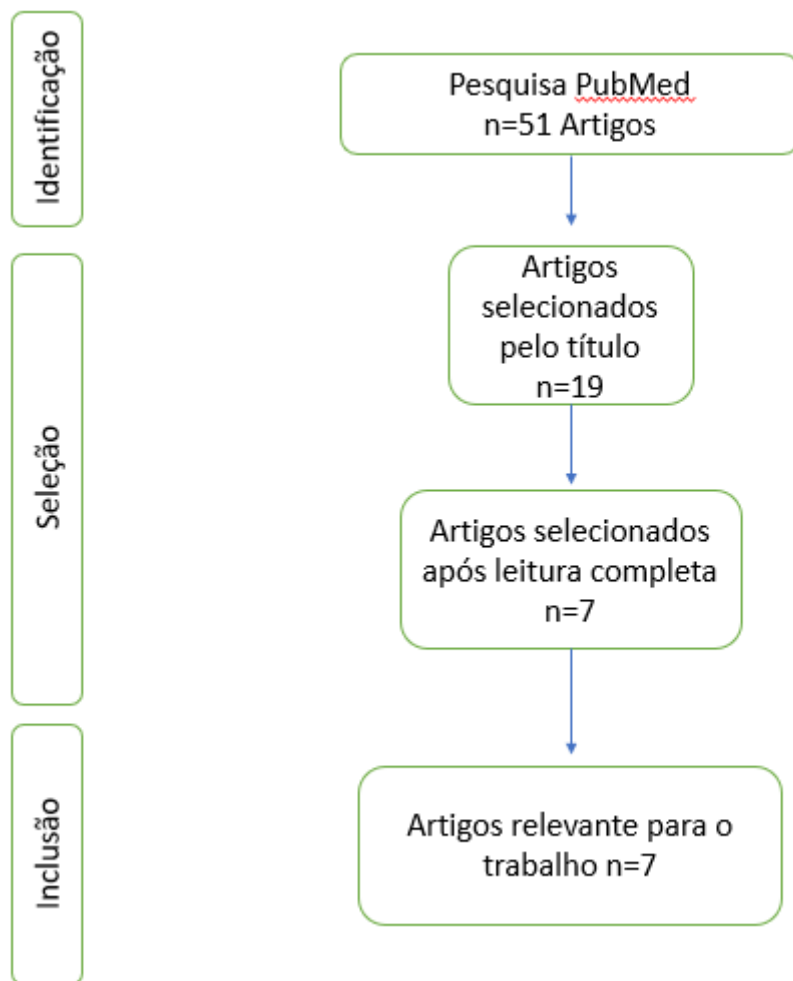 Identificação
Pesquisa PubMed
n=51 Artigos
Seleção
Artigos
selecionados
pelo título
n=19
Artigos selecionados
após leitura completa
n=7
Inclusão
Artigos relevante para o
trabalho n=7